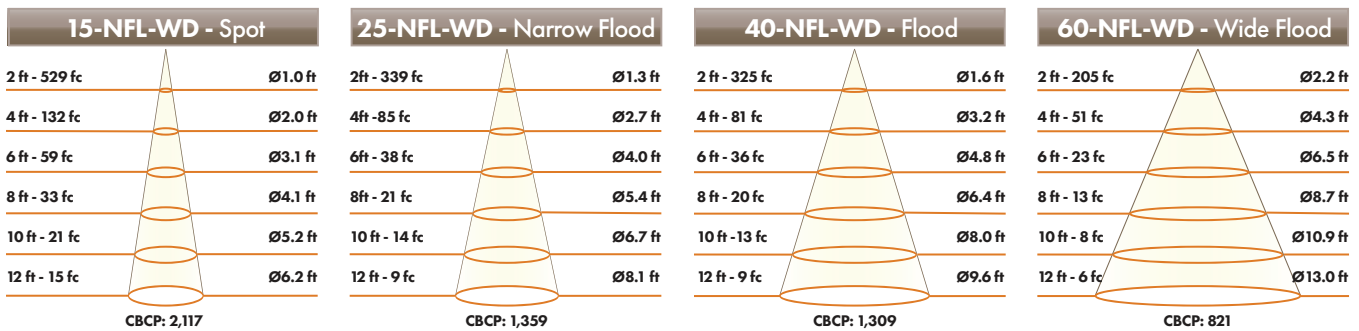 15-NFL-WD - Spot
2 ft - 529 fc Ø1.0 ft
4 ft - 132 fc Ø2.0 ft
6 ft - 59 fc Ø3.1 ft
8 ft - 33 fc Ø4.1 ft
10 ft - 21 fc Ø5.2 ft
12 ft - 15 fc Ø6.2 ft
CBCP: 2,117
25-NFL-WD - Narrow Flood
2ft - 339 fc Ø1.3 ft
4ft -85 fc Ø2.7 ft
6ft - 38 fc Ø4.0 ft
8ft - 21 fc Ø5.4 ft
10 ft - 14 fc Ø6.7 ft
12 ft - 9 fc Ø8.1 ft
CBCP: 1,359
40-NFL-WD - Flood
2 ft - 325 fc Ø1.6 ft
4 ft - 81 fc Ø3.2 ft
6 ft - 36 fc Ø4.8 ft
8 ft - 20 fc Ø6.4 ft
10 ft -13 fc Ø8.0 ft
12 ft - 9 fc Ø9.6 ft
CBCP: 1,309
60-NFL-WD - Wide Flood
2 ft - 205 fc Ø2.2 ft
4 ft - 51 fc Ø4.3 ft
6 ft - 23 fc Ø6.5 ft
8 ft - 13 fc Ø8.7 ft
10 ft - 8 fc Ø10.9 ft
12 ft - 6 fc Ø13.0 ft
CBCP: 821